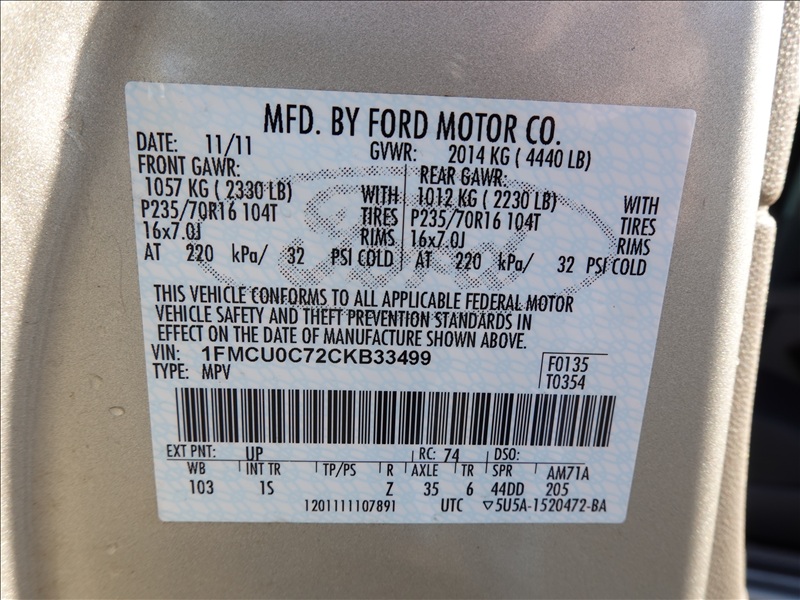 MFD. BY FORD MOTOR CO.
DATE: 11/11 GVWR: 2014 KG ( 4440 LB)
FRONT GAWR: REAR GAWR:
1057 KG ( 2330 LB) WITH 1012 KG ( 2230 LB) WITH
P235/70R16 104T TIRES P235/70R16 104T TIRES
16x7.0J RIMS 16x7.0J RIMS
AT 220 kPa/ 32 PSI COLD AT 220 kPa/ 32 PSI COLD
THIS VEHICLE CONFORMS TO ALL APPLICABLE FEDERAL MOTOR
VEHICLE SAFETY AND THEFT PREVENTION STANDARDS IN
EFFECT ON THE DATE OF MANUFACTURE SHOWN ABOVE.
VIN: 1FMCU0C72CKB33499 F0135
TYPE: MPV T0354
EXT PNT: UP RC: 74 DSO:
WB INT TR TP/PS R AXLE TR SPR AM71A
103 1S Z 35 6 44DD 205
1201111107891 UTC ▽5U5A-1520472-BA